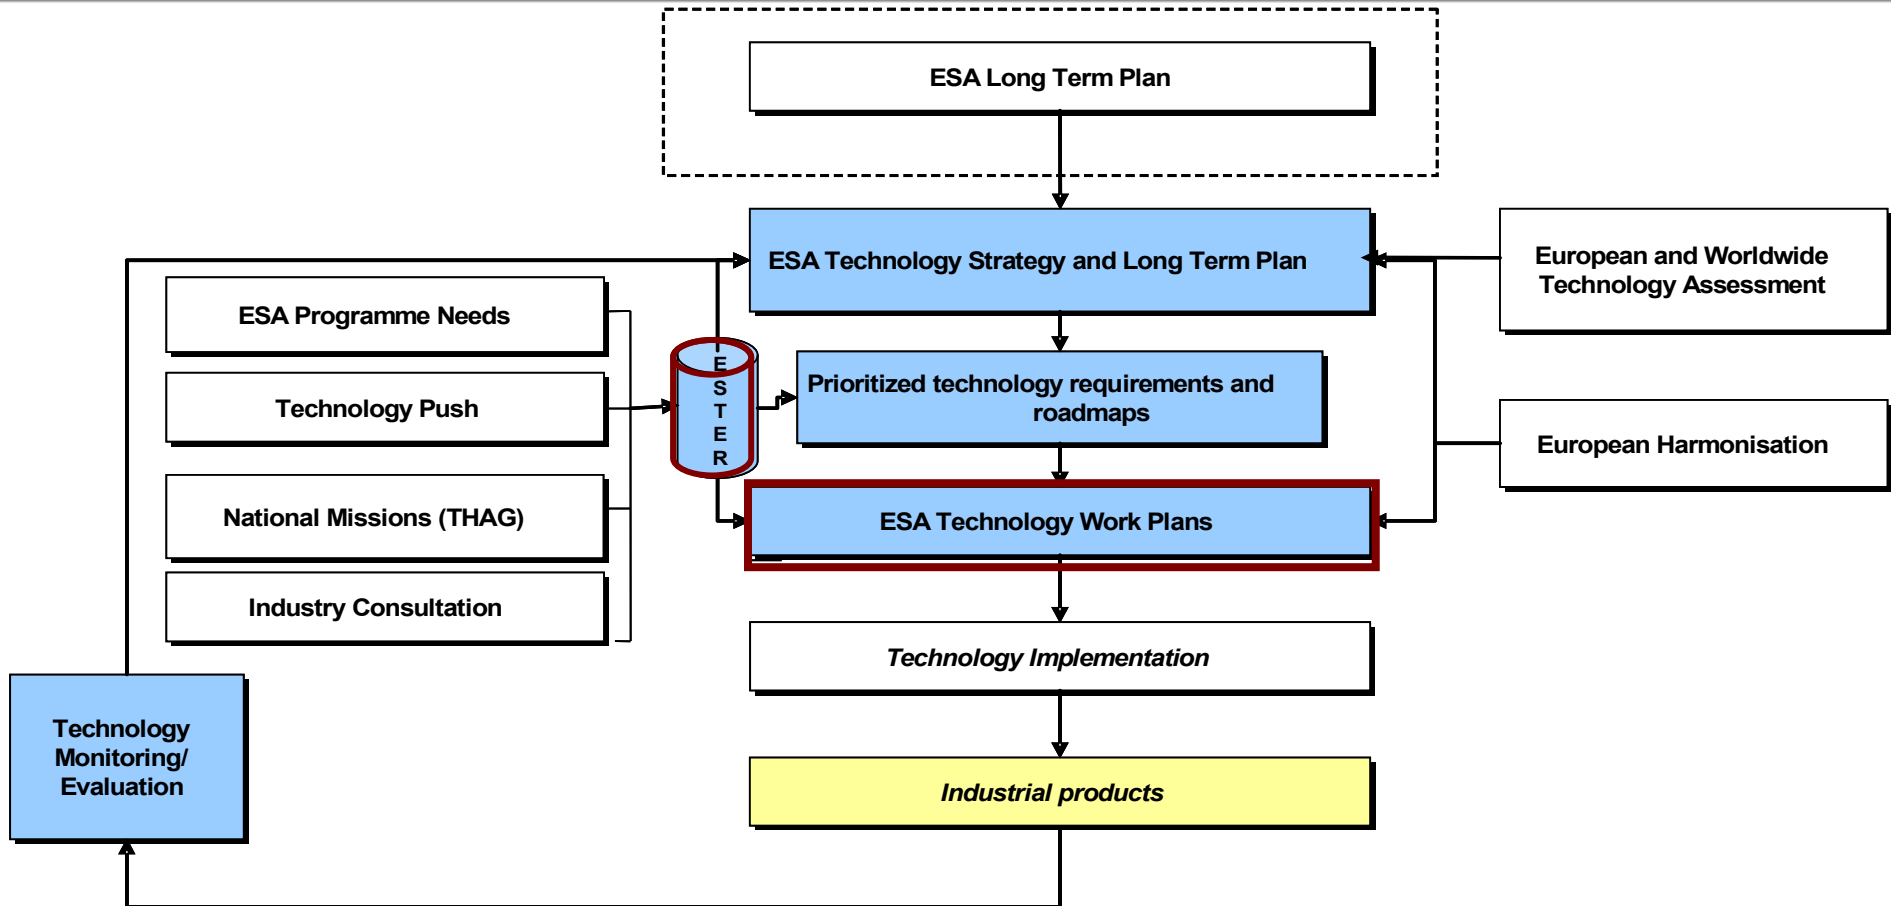 ESA Long Term Plan
ESA Technology Strategy and Long Term Plan
European and Worldwide
Technology Assessment
ESA Programme Needs
E
S
T
E
R
Prioritized technology requirements and
roadmaps
Technology Push
European Harmonisation
National Missions (THAG)
ESA Technology Work Plans
Industry Consultation
Technology Implementation
Technology
Monitoring/
Evaluation
Industrial products